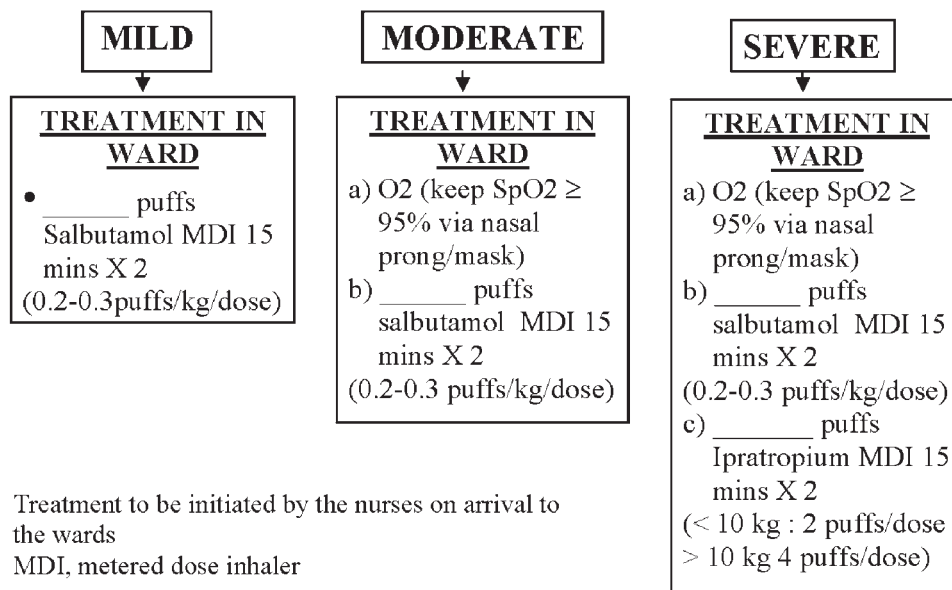 MILD
TREATMENT IN
WARD
• _______ puffs
Salbutamol MDI 15
mins X 2
(0.2-0.3puffs/kg/dose)
MODERATE
TREATMENT IN
WARD
a) O2 (keep SpO2 ≥
95% via nasal
prong/mask)
b) _______ puffs
salbutamol MDI 15
mins X 2
(0.2-0.3 puffs/kg/dose)
SEVERE
TREATMENT IN
WARD
a) O2 (keep SpO2 ≥
95% via nasal
prong/mask)
b) _______ puffs
salbutamol MDI 15
mins X 2
(0.2-0.3 puffs/kg/dose)
c) ________ puffs
Ipratropium MDI 15
mins X 2
(< 10 kg : 2 puffs/dose
> 10 kg 4 puffs/dose)
Treatment to be initiated by the nurses on arrival to
the wards
MDI, metered dose inhaler